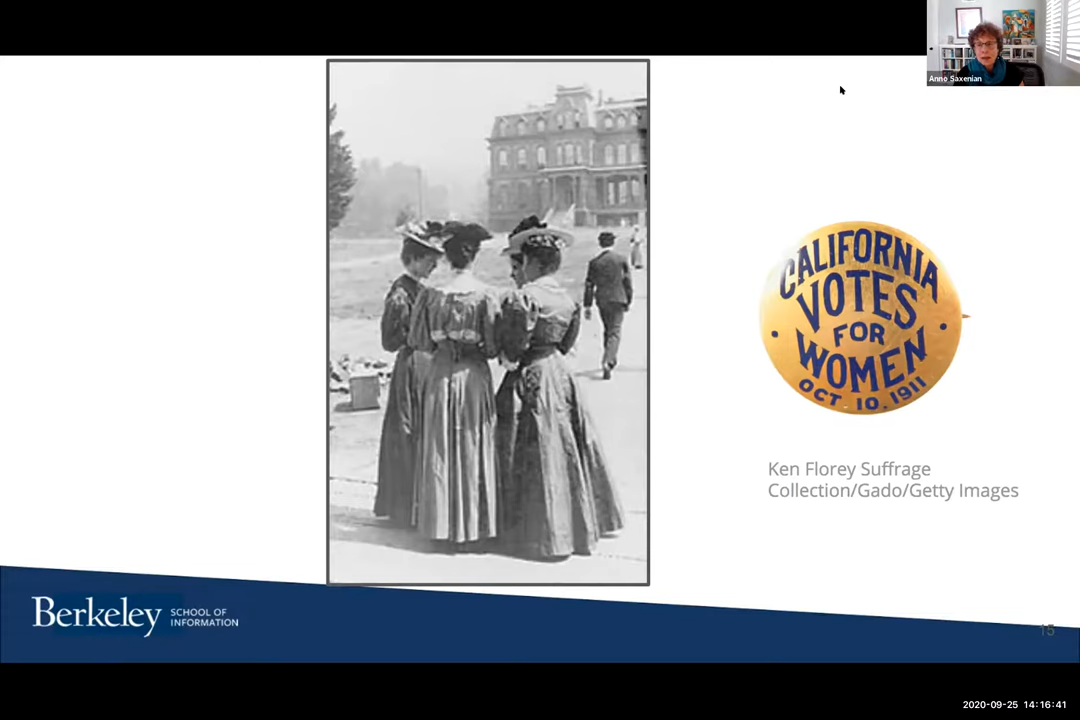 Anno Saxenian
CALIFORNIA
VOTES
FOR
WOMEN
OCT. 10. 1911
Ken Florey Suffrage
Collection/Gado/Getty Images
Berkeley
SCHOOL OF
INFORMATION
15
2020-09-25 14:16:41